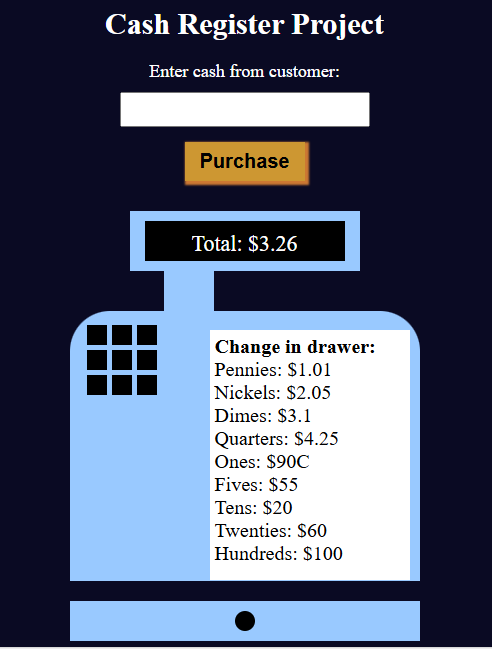 Cash Register Project
Enter cash from customer:
Purchase
Total: $3.26
Change in drawer:
Pennies: $1.01
Nickels: $2.05
Dimes: $3.1
Quarters: $4.25
Ones: $90C
Fives: $55
Tens: $20
Twenties: $60
Hundreds: $100